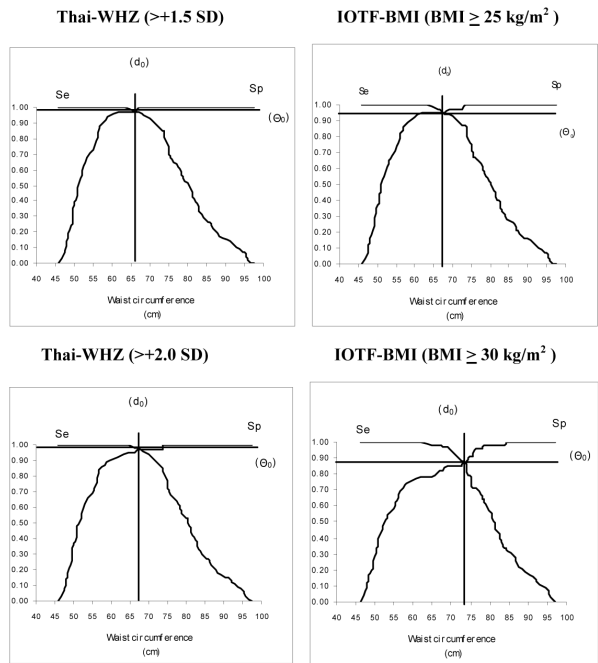 Thai-WHZ (>+1.5 SD)
IOTF-BMI (BMI ≥ 25 kg/m²)
(d₀)
Se
Sp
(Θ₀)
1.00
0.90
0.80
0.70
0.60
0.50
0.40
0.30
0.20
0.10
0.00
40 45 50 55 60 65 70 75 80 85 90 95 100
Waist circumference
(cm)
(d₀)
Se
Sp
(Θ₀)
1.00
0.90
0.80
0.70
0.60
0.50
0.40
0.30
0.20
0.10
0.00
40 45 50 55 60 65 70 75 80 85 90 95 100
Waist circumference
(cm)
Thai-WHZ (>+2.0 SD)
IOTF-BMI (BMI ≥ 30 kg/m²)
(d₀)
Se
Sp
(Θ₀)
1.00
0.90
0.80
0.70
0.60
0.50
0.40
0.30
0.20
0.10
0.00
40 45 50 55 60 65 70 75 80 85 90 95 100
Waist circumference
(cm)
(d₀)
Se
Sp
(Θ₀)
1.00
0.90
0.80
0.70
0.60
0.50
0.40
0.30
0.20
0.10
0.00
40 45 50 55 60 65 70 75 80 85 90 95 100
Waist circumference
(cm)